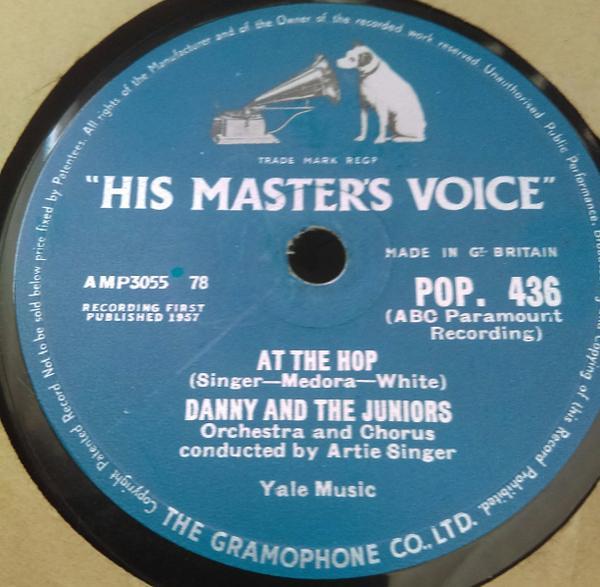 TRADE MARK REGP
"HIS MASTER'S VOICE"
MADE IN GT. BRITAIN
AMP3055 78
RECORDING FIRST
PUBLISHED 1957
POP. 436
(ABC Paramount
Recording)
AT THE HOP
(Singer—Medora—White)
DANNY AND THE JUNIORS
Orchestra and Chorus
conducted by Artie Singer
Yale Music
THE GRAMOPHONE CO., LTD.
Copyright Patented Record Not to be sold below price fixed by Patentees. All rights of the Manufacturer and of the Owner of the recorded work reserved. Unauthorised Public Performance, and Copying of this Record Prohibited.